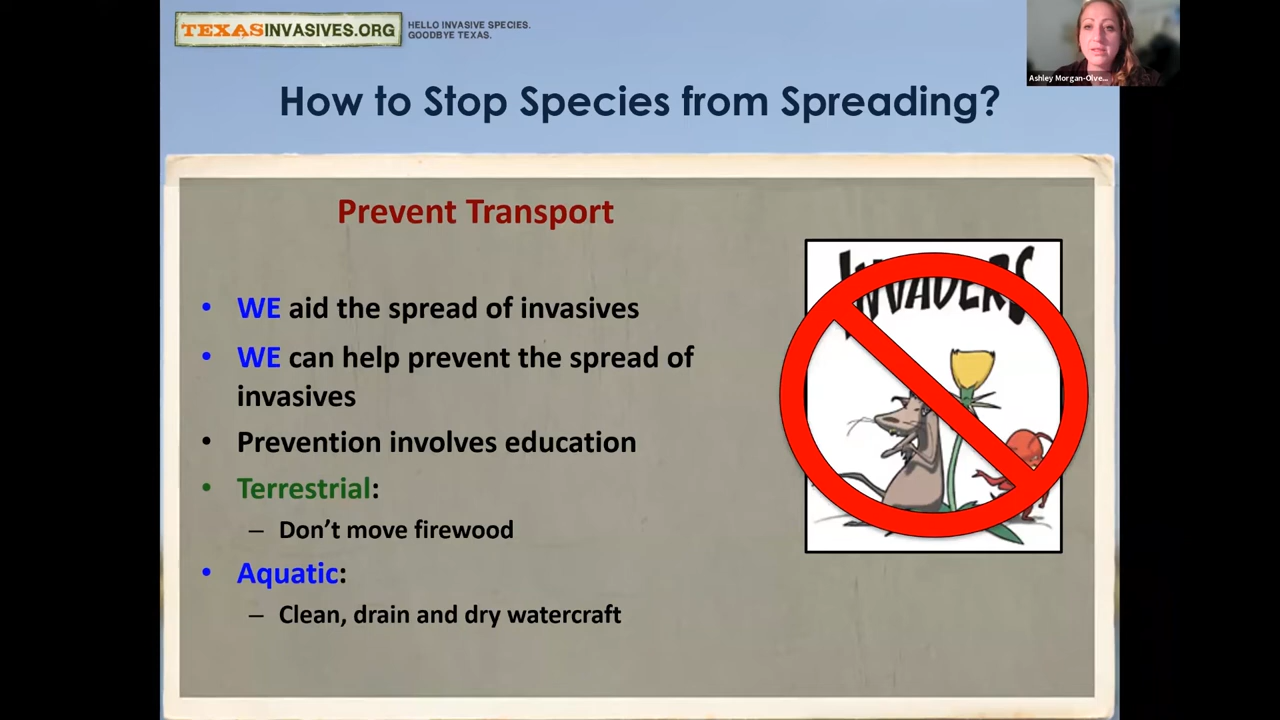 TEXASINVASIVES.ORG
HELLO INVASIVE SPECIES.
GOODBYE TEXAS.
Ashley Morgan-Olve...
How to Stop Species from Spreading?
Prevent Transport
INVADERS
• WE aid the spread of invasives
• WE can help prevent the spread of
invasives
• Prevention involves education
• Terrestrial:
– Don’t move firewood
• Aquatic:
– Clean, drain and dry watercraft